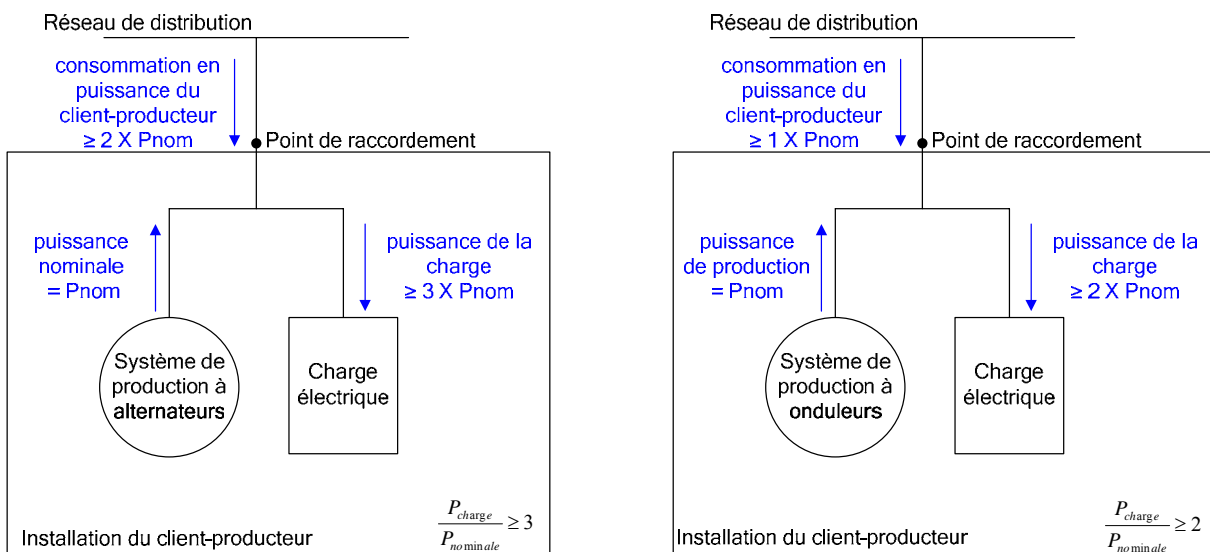 Réseau de distribution
consommation en
puissance du
client-producteur
≥ 2 X Pnom
Point de raccordement
puissance
nominale
= Pnom
puissance de la
charge
≥ 3 X Pnom
Système de
production à
alternateurs
Charge
électrique
Installation du client-producteur
P_charge / P_nominale ≥ 3
Réseau de distribution
consommation en
puissance du
client-producteur
≥ 1 X Pnom
Point de raccordement
puissance
de production
= Pnom
puissance de la
charge
≥ 2 X Pnom
Système de
production à
onduleurs
Charge
électrique
Installation du client-producteur
P_charge / P_nominale ≥ 2